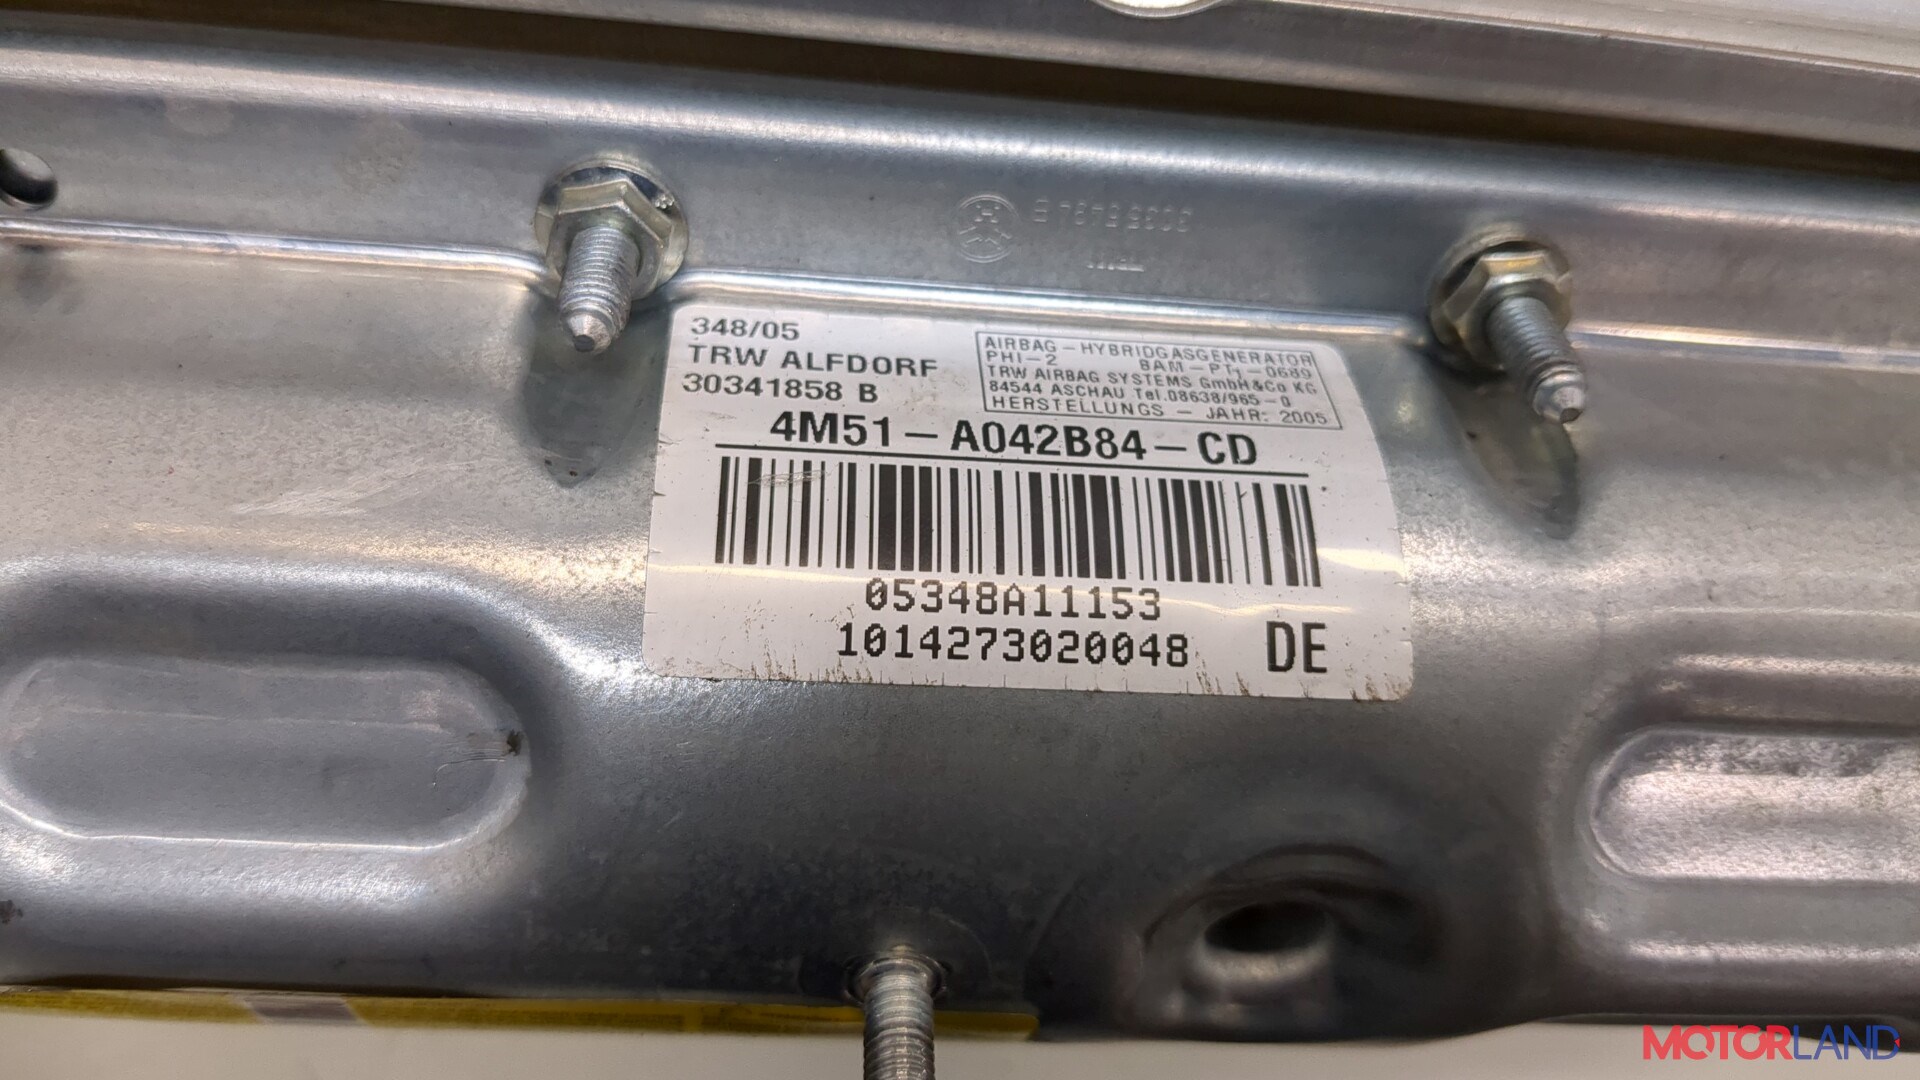 30355479 B
348/05
TRW ALFDORF
30341858 B
AIRBAG - HYBRIDGASGENERATOR
PHI-2 BAM-PT1-0689
TRW AIRBAG SYSTEMS GmbH&Co KG
84544 ASCHAU Tel.08638/965-0
HERSTELLUNGS - JAHR: 2005
4M51-A042B84-CD
05348A11153
1014273020048 DE
MOTORLAND